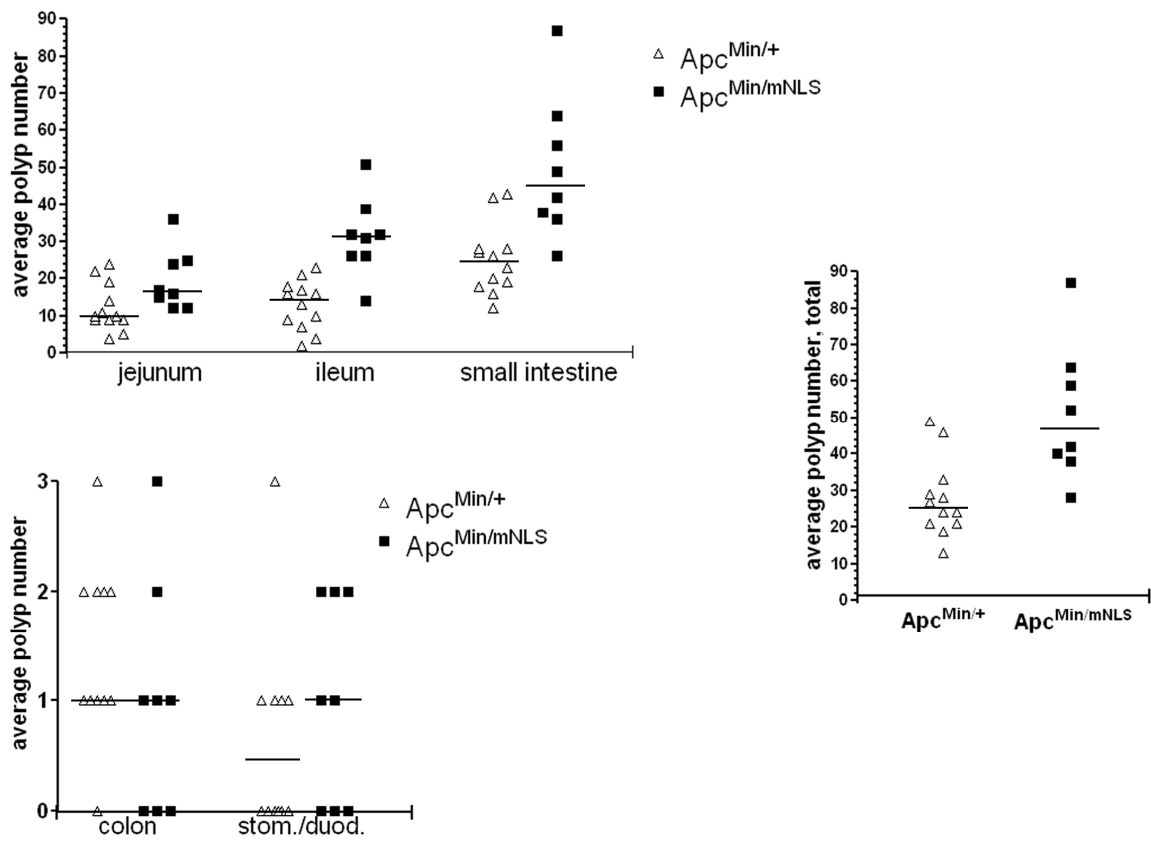 average polyp number
90
80
70
60
50
40
30
20
10
0
jejunum ileum small intestine
Apc^Min/+
Apc^Min/mNLS
average polyp number, total
90
80
70
60
50
40
30
20
10
0
Apc^Min/+ Apc^Min/mNLS
average polyp number
3
2
1
0
colon stom./duod.
Apc^Min/+
Apc^Min/mNLS